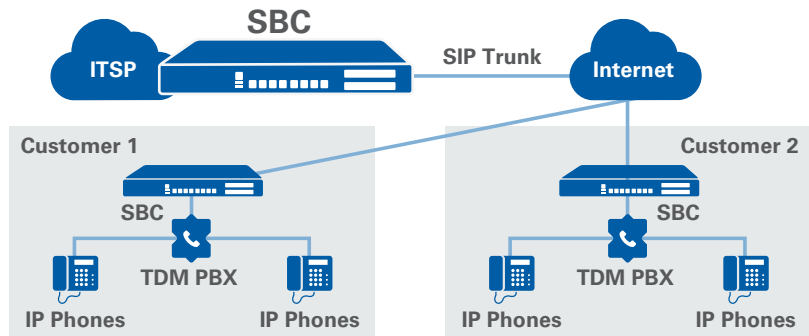 SBC
ITSP
SIP Trunk
Internet
Customer 1
SBC
TDM PBX
IP Phones
IP Phones
Customer 2
SBC
TDM PBX
IP Phones
IP Phones